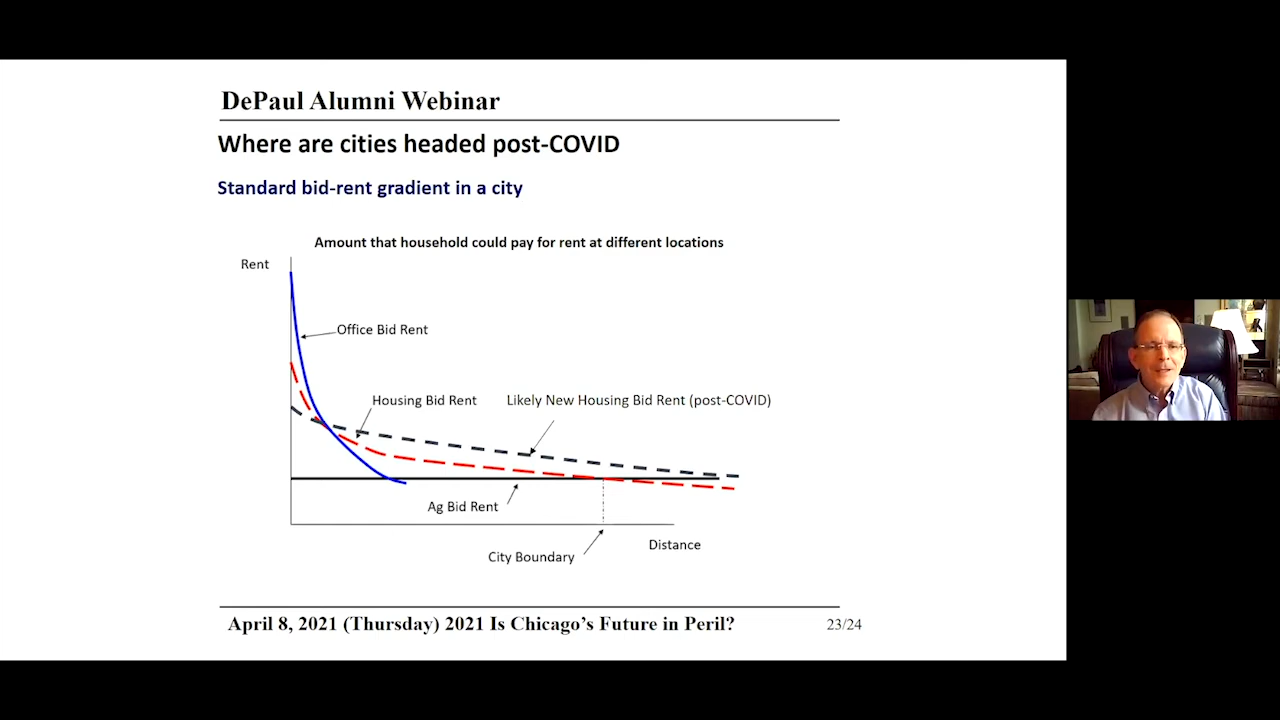 DePaul Alumni Webinar
Where are cities headed post-COVID
Standard bid-rent gradient in a city
Amount that household could pay for rent at different locations
Rent
Office Bid Rent
Housing Bid Rent
Likely New Housing Bid Rent (post-COVID)
Ag Bid Rent
Distance
City Boundary
April 8, 2021 (Thursday) 2021 Is Chicago's Future in Peril?
23/24